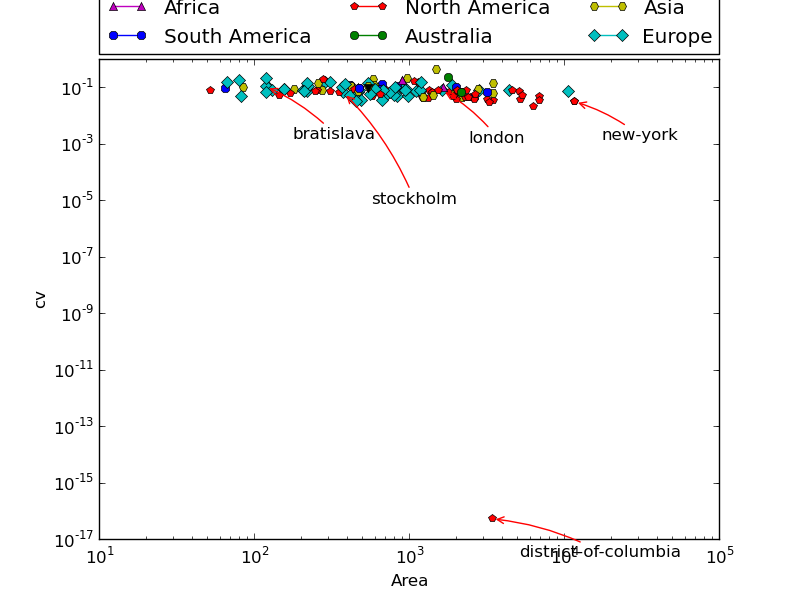 Africa
North America
Asia
South America
Australia
Europe
10^-1
10^-3
10^-5
10^-7
10^-9
10^-11
10^-13
10^-15
10^-17
cv
bratislava
stockholm
london
new-york
district-of-columbia
10^1
10^2
10^3
10^4
10^5
Area